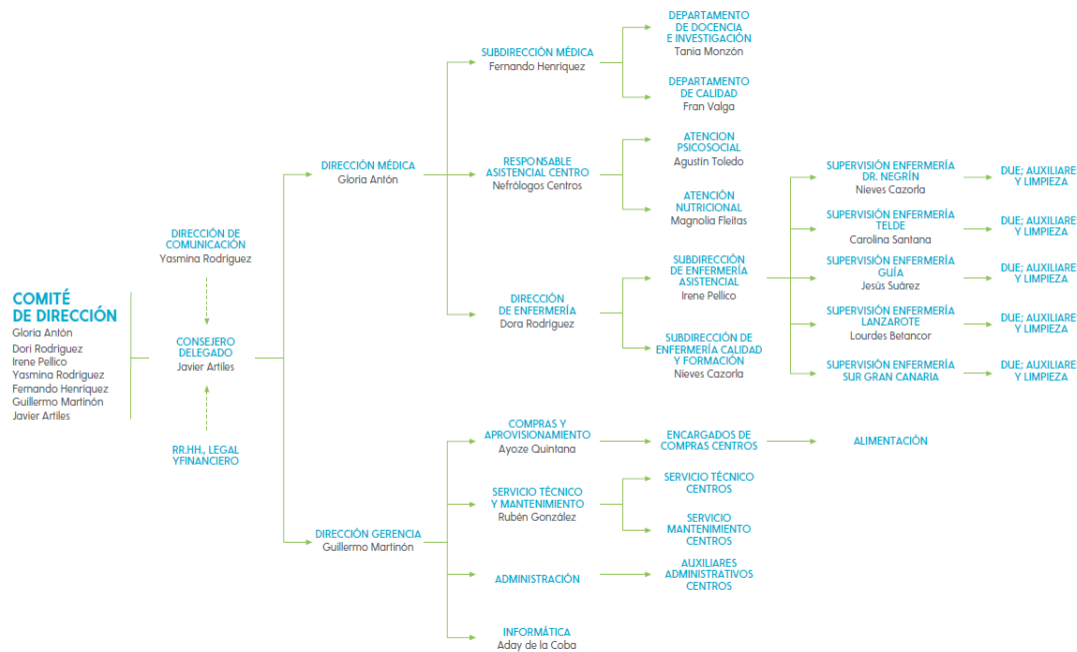 COMITÉ
DE DIRECCIÓN
Gloria Antón
Dori Rodríguez
Irene Pellico
Yasmina Rodríguez
Fernando Henríquez
Guillermo Martinón
Javier Artiles
DIRECCIÓN DE
COMUNICACIÓN
Yasmina Rodríguez
CONSEJERO
DELEGADO
Javier Artiles
RR.HH., LEGAL
YFINANCIERO
DIRECCIÓN MÉDICA
Gloria Antón
SUBDIRECCIÓN MÉDICA
Fernando Henríquez
DEPARTAMENTO
DE DOCENCIA
E INVESTIGACIÓN
Tania Monzón
DEPARTAMENTO
DE CALIDAD
Fran Valga
RESPONSABLE
ASISTENCIAL CENTRO
Nefrólogos Centros
ATENCION
PSICOSOCIAL
Agustín Toledo
ATENCIÓN
NUTRICIONAL
Magnolia Fleitas
DIRECCIÓN
DE ENFERMERÍA
Dora Rodríguez
SUBDIRECCIÓN
DE ENFERMERÍA
ASISTENCIAL
Irene Pellico
SUBDIRECCIÓN DE
ENFERMERÍA CALIDAD
Y FORMACIÓN
Nieves Cazorla
SUPERVISIÓN ENFERMERÍA
DR. NEGRÍN
Nieves Cazorla
DUE; AUXILIARE
Y LIMPIEZA
SUPERVISIÓN ENFERMERÍA
TELDE
Carolina Santana
DUE; AUXILIARE
Y LIMPIEZA
SUPERVISIÓN ENFERMERÍA
GUÍA
Jesús Suárez
DUE; AUXILIARE
Y LIMPIEZA
SUPERVISIÓN ENFERMERÍA
LANZAROTE
Lourdes Betancor
DUE; AUXILIARE
Y LIMPIEZA
SUPERVISIÓN ENFERMERÍA
SUR GRAN CANARIA
DUE; AUXILIARE
Y LIMPIEZA
DIRECCIÓN GERENCIA
Guillermo Martinón
COMPRAS Y
APROVISIONAMIENTO
Ayoze Quintana
ENCARGADOS DE
COMPRAS CENTROS
ALIMENTACIÓN
SERVICIO TÉCNICO
Y MANTENIMIENTO
Rubén González
SERVICIO TÉCNICO
CENTROS
SERVICIO
MANTENIMIENTO
CENTROS
ADMINISTRACIÓN
AUXILIARES
ADMINISTRATIVOS
CENTROS
INFORMÁTICA
Aday de la Coba